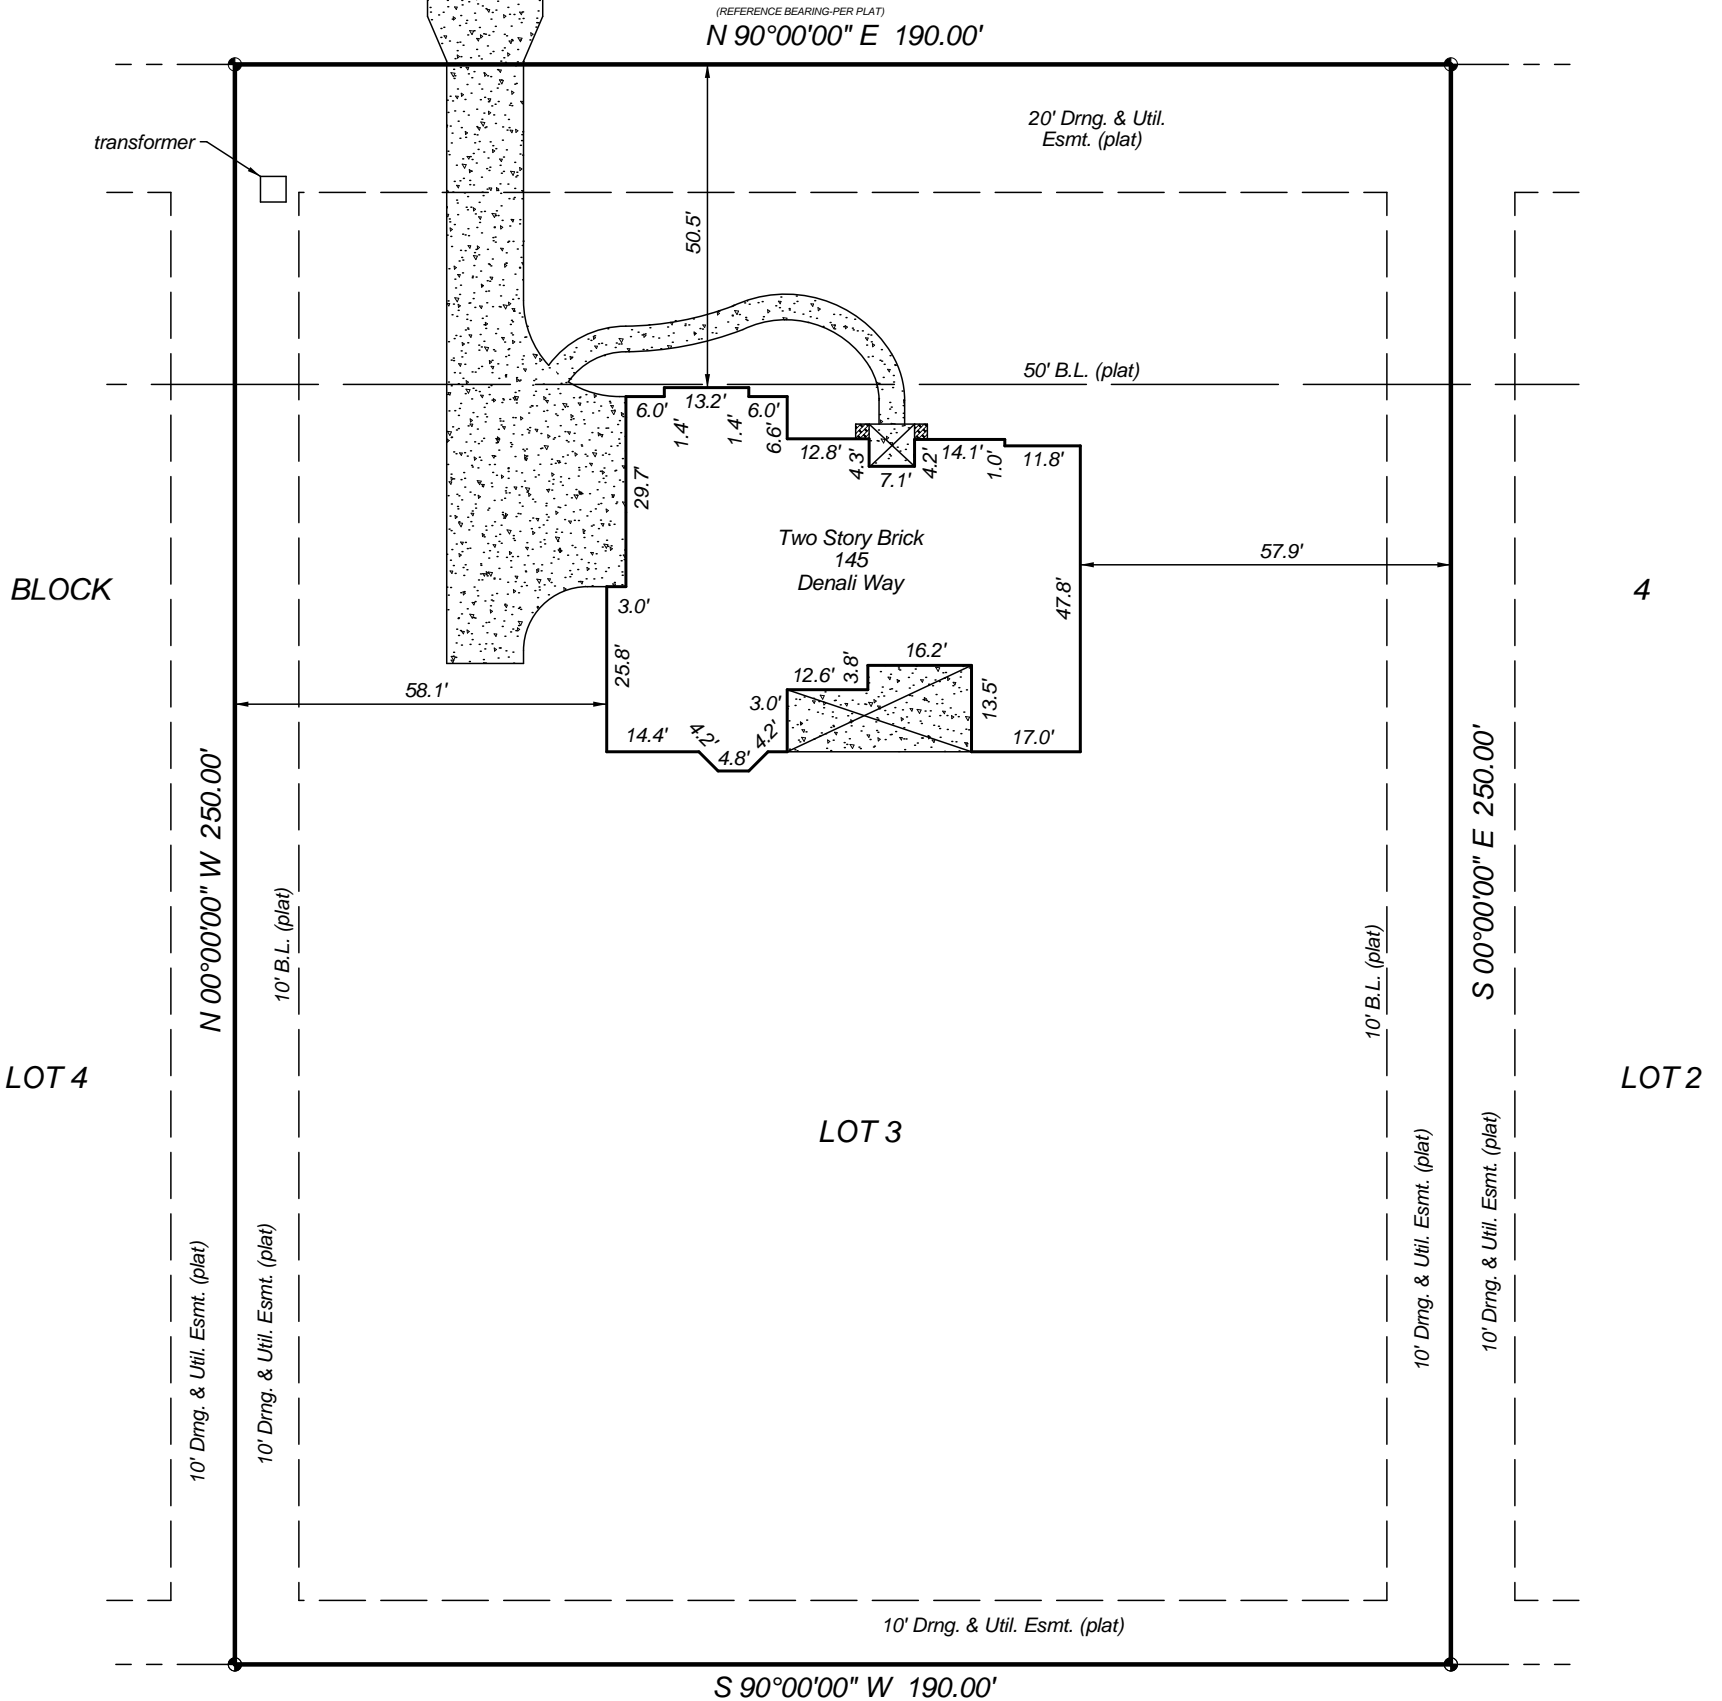 (REFERENCE BEARING-PER PLAT)
N 90°00'00" E 190.00'
20' Drng. & Util.
Esmt. (plat)
transformer
50.5'
50' B.L. (plat)
6.0'
13.2'
6.0'
1.4'
1.4'
6.6'
12.8'
4.3'
7.1'
4.2'
14.1'
1.0'
11.8'
29.7'
Two Story Brick
145
Denali Way
57.9'
BLOCK
4
3.0'
47.8'
25.8'
58.1'
16.2'
12.6'
3.8'
3.0'
13.5'
14.4'
4.2'
4.8'
4.2'
17.0'
N 00°00'00" W 250.00'
S 00°00'00" E 250.00'
10' B.L. (plat)
10' B.L. (plat)
LOT 4
LOT 3
LOT 2
10' Drng. & Util. Esmt. (plat)
10' Drng. & Util. Esmt. (plat)
10' Drng. & Util. Esmt. (plat)
10' Drng. & Util. Esmt. (plat)
10' Drng. & Util. Esmt. (plat)
S 90°00'00" W 190.00'